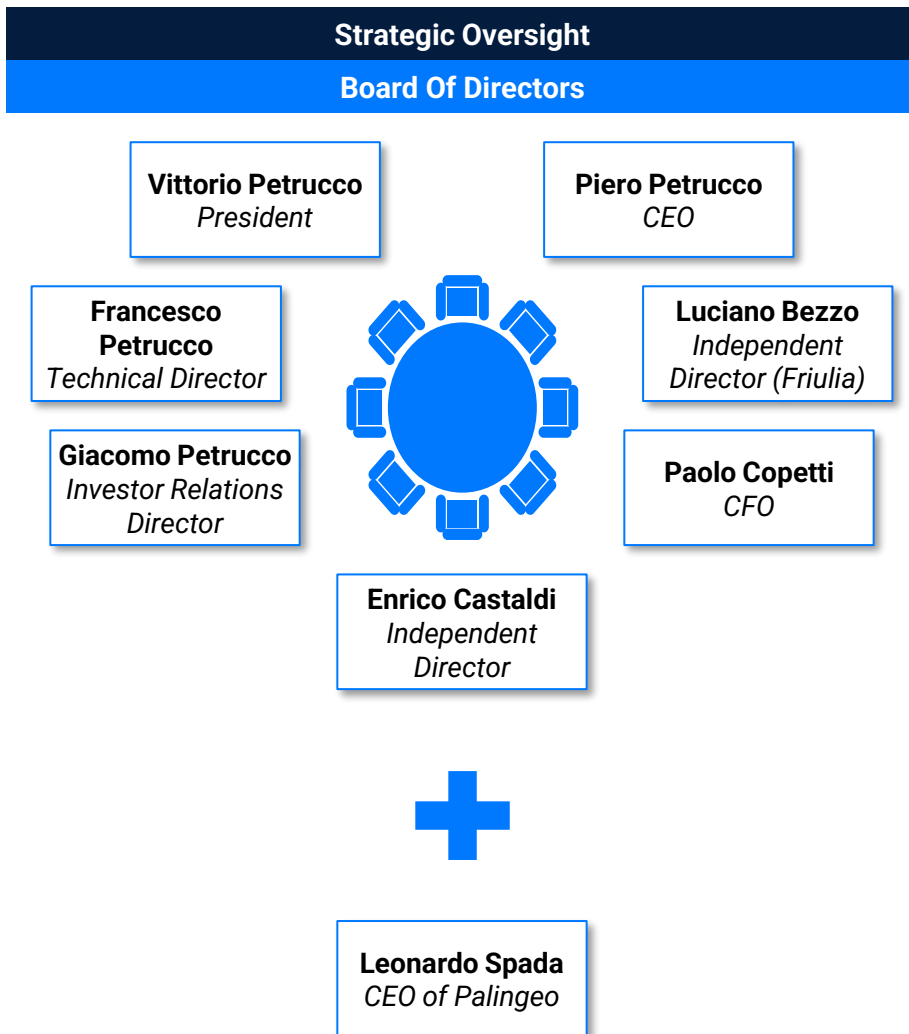 Strategic Oversight
Board Of Directors
Vittorio Petrucco
President
Piero Petrucco
CEO
Francesco
Petrucco
Technical Director
Luciano Bezzo
Independent
Director (Friulia)
Giacomo Petrucco
Investor Relations
Director
Paolo Copetti
CFO
Enrico Castaldi
Independent
Director
Leonardo Spada
CEO of Palingeo